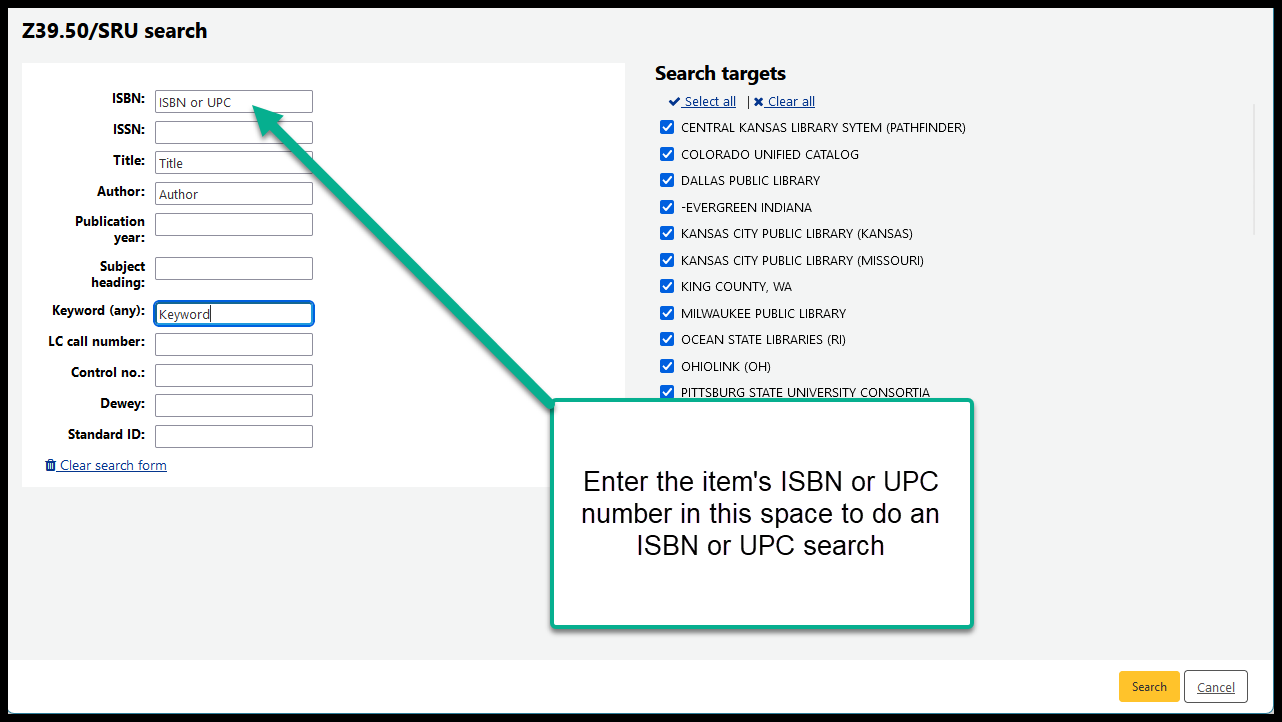 Z39.50/SRU search
ISBN: ISBN or UPC
ISSN:
Title: Title
Author: Author
Publication
year:
Subject
heading:
Keyword (any): Keyword
LC call number:
Control no.:
Dewey:
Standard ID:
Clear search form
Search targets
Select all | Clear all
CENTRAL KANSAS LIBRARY SYTEM (PATHFINDER)
COLORADO UNIFIED CATALOG
DALLAS PUBLIC LIBRARY
-EVERGREEN INDIANA
KANSAS CITY PUBLIC LIBRARY (KANSAS)
KANSAS CITY PUBLIC LIBRARY (MISSOURI)
KING COUNTY, WA
MILWAUKEE PUBLIC LIBRARY
OCEAN STATE LIBRARIES (RI)
OHIOLINK (OH)
PITTSBURG STATE UNIVERSITY CONSORTIA
Enter the item's ISBN or UPC
number in this space to do an
ISBN or UPC search
Search
Cancel